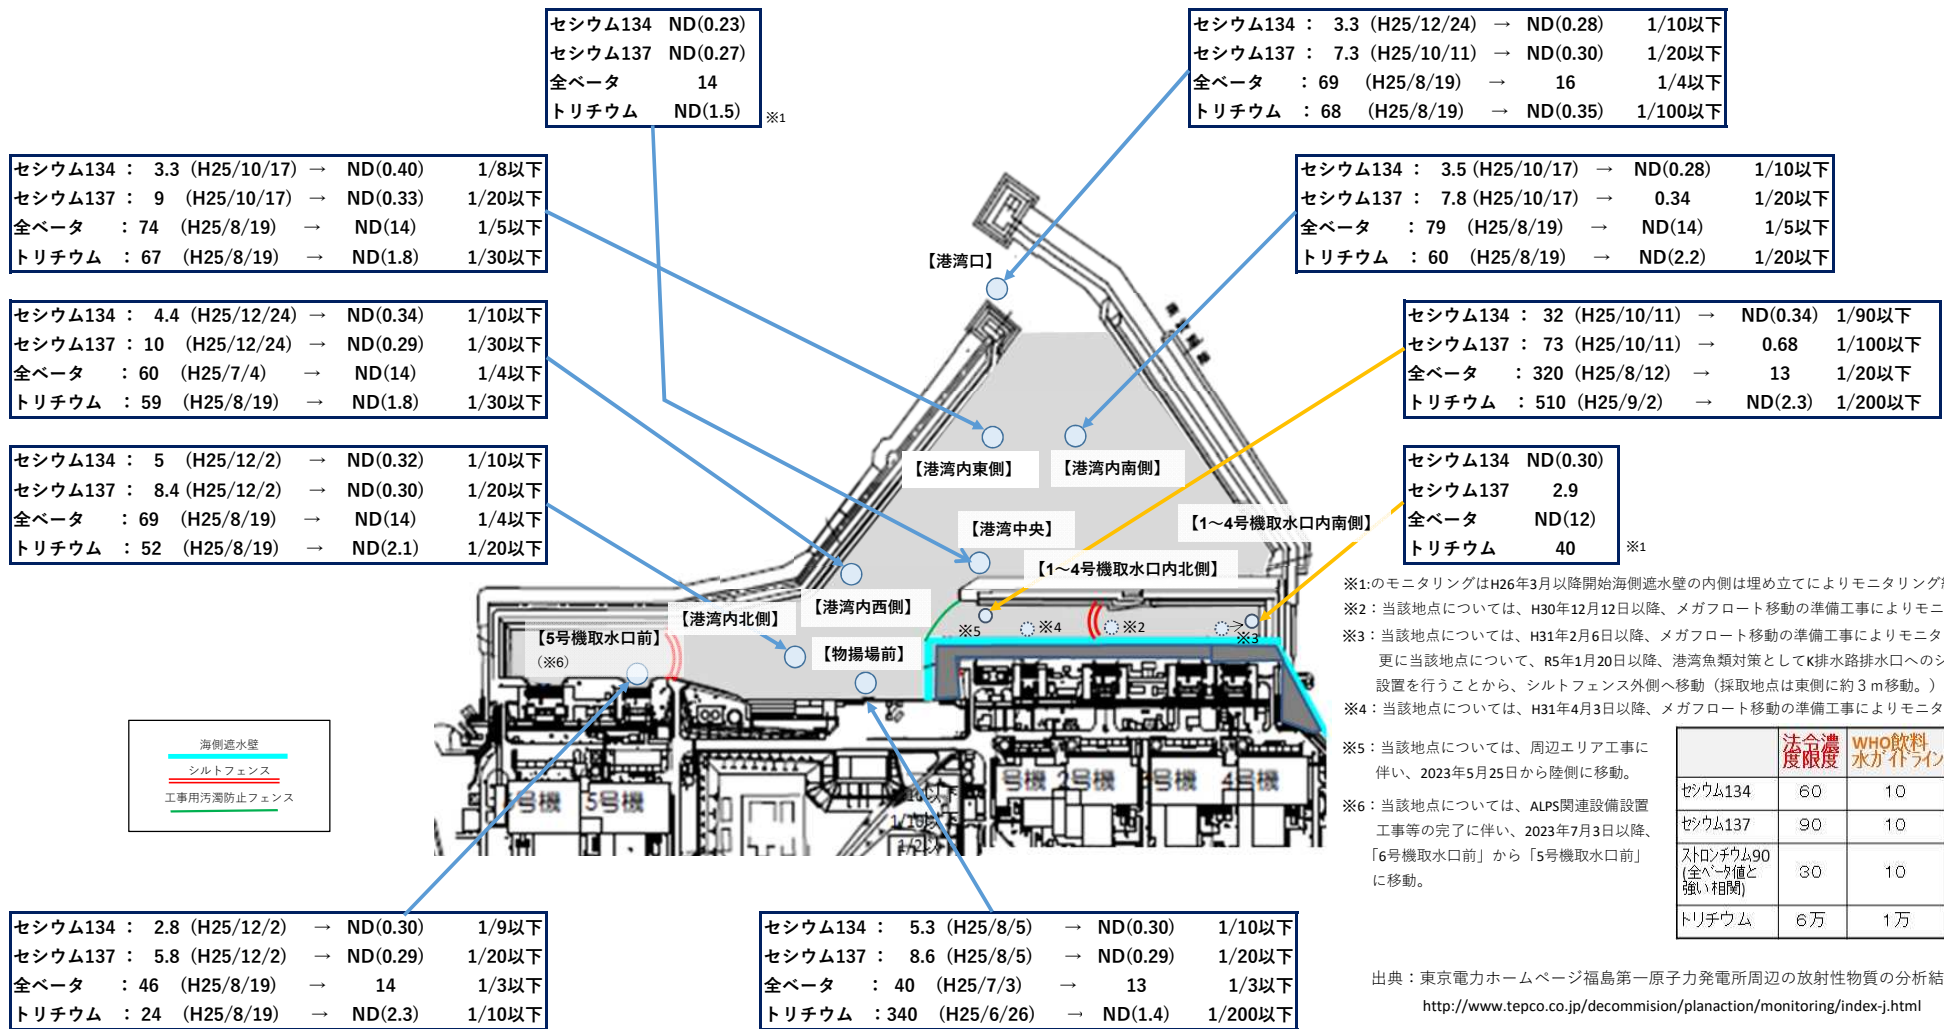 セシウム134 ND(0.23)
セシウム137 ND(0.27)
全ベータ 14
トリチウム ND(1.5) ※1
セシウム134 : 3.3 (H25/12/24) → ND(0.28) 1/10以下
セシウム137 : 7.3 (H25/10/11) → ND(0.30) 1/20以下
全ベータ : 69 (H25/8/19) → 16 1/4以下
トリチウム : 68 (H25/8/19) → ND(0.35) 1/100以下
セシウム134 : 3.3 (H25/10/17) → ND(0.40) 1/8以下
セシウム137 : 9 (H25/10/17) → ND(0.33) 1/20以下
全ベータ : 74 (H25/8/19) → ND(14) 1/5以下
トリチウム : 67 (H25/8/19) → ND(1.8) 1/30以下
セシウム134 : 3.5 (H25/10/17) → ND(0.28) 1/10以下
セシウム137 : 7.8 (H25/10/17) → 0.34 1/20以下
全ベータ : 79 (H25/8/19) → ND(14) 1/5以下
トリチウム : 60 (H25/8/19) → ND(2.2) 1/20以下
セシウム134 : 4.4 (H25/12/24) → ND(0.34) 1/10以下
セシウム137 : 10 (H25/12/24) → ND(0.29) 1/30以下
全ベータ : 60 (H25/7/4) → ND(14) 1/4以下
トリチウム : 59 (H25/8/19) → ND(1.8) 1/30以下
セシウム134 : 32 (H25/10/11) → ND(0.34) 1/90以下
セシウム137 : 73 (H25/10/11) → 0.68 1/100以下
全ベータ : 320 (H25/8/12) → 13 1/20以下
トリチウム : 510 (H25/9/2) → ND(2.3) 1/200以下
セシウム134 : 5 (H25/12/2) → ND(0.32) 1/10以下
セシウム137 : 8.4 (H25/12/2) → ND(0.30) 1/20以下
全ベータ : 69 (H25/8/19) → ND(14) 1/4以下
トリチウム : 52 (H25/8/19) → ND(2.1) 1/20以下
セシウム134 ND(0.30)
セシウム137 2.9
全ベータ ND(12)
トリチウム 40 ※1
【港湾口】
【港湾内東側】
【港湾内南側】
【港湾中央】
【1～4号機取水口内南側】
【1～4号機取水口内北側】
【港湾内西側】
【港湾内北側】
【5号機取水口前】
(※6)
【物揚場前】
※5
※4
※2
※3
※1:のモニタリングはH26年3月以降開始海側遮水壁の内側は埋め立てによりモニタリング
※2：当該地点については、H30年12月12日以降、メガフロート移動の準備工事によりモニ
※3：当該地点については、H31年2月6日以降、メガフロート移動の準備工事によりモニタ
更に当該地点について、R5年1月20日以降、港湾魚類対策としてK排水路排水口へのシ
設置を行うことから、シルトフェンス外側へ移動（採取地点は東側に約３ｍ移動。）
※4：当該地点については、H31年4月3日以降、メガフロート移動の準備工事によりモニタ
※5：当該地点については、周辺エリア工事に
伴い、2023年5月25日から陸側に移動。
※6：当該地点については、ALPS関連設備設置
工事等の完了に伴い、2023年7月3日以降、
「6号機取水口前」から「5号機取水口前」
に移動。
海側遮水壁
シルトフェンス
工事用汚濁防止フェンス
号機 5号機
号機 2号機 3号機 4号機
法令濃度限度 WHO飲料水ガイドライン
セシウム134 60 10
セシウム137 90 10
ストロンチウム90
(全ベータ値と
強い相関) 30 10
トリチウム 6万 1万
セシウム134 : 2.8 (H25/12/2) → ND(0.30) 1/9以下
セシウム137 : 5.8 (H25/12/2) → ND(0.29) 1/20以下
全ベータ : 46 (H25/8/19) → 14 1/3以下
トリチウム : 24 (H25/8/19) → ND(2.3) 1/10以下
セシウム134 : 5.3 (H25/8/5) → ND(0.30) 1/10以下
セシウム137 : 8.6 (H25/8/5) → ND(0.29) 1/20以下
全ベータ : 40 (H25/7/3) → 13 1/3以下
トリチウム : 340 (H25/6/26) → ND(1.4) 1/200以下
出典：東京電力ホームページ福島第一原子力発電所周辺の放射性物質の分析結
http://www.tepco.co.jp/decommision/planaction/monitoring/index-j.html